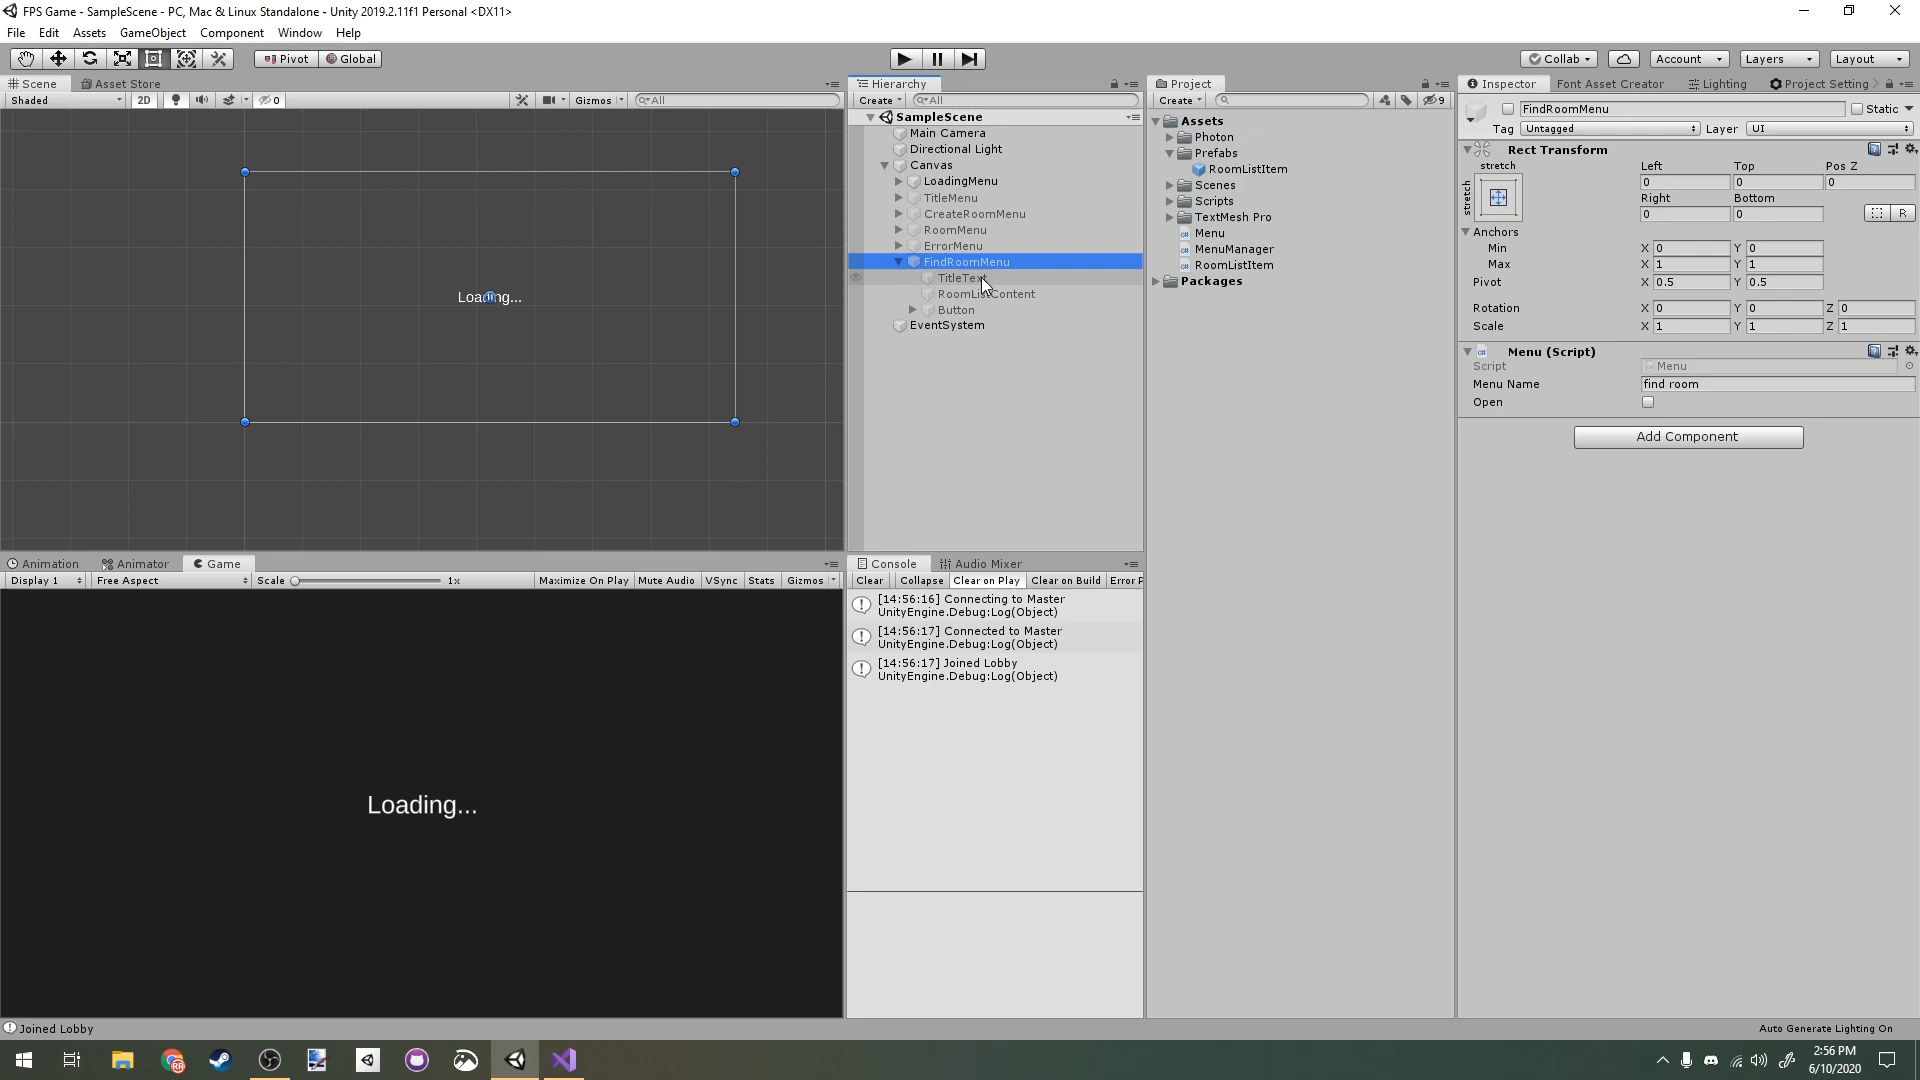 FPS Game - SampleScene - PC, Mac & Linux Standalone - Unity 2019.2.11f1 Personal <DX11>
File Edit Assets GameObject Component Window Help
Pivot Global Collab Account Layers Layout
Scene Asset Store
Shaded 2D 0 Gizmos All
Loading...
Hierarchy
Create All
SampleScene
Main Camera
Directional Light
Canvas
LoadingMenu
TitleMenu
CreateRoomMenu
RoomMenu
ErrorMenu
FindRoomMenu
TitleText
RoomListContent
Button
EventSystem
Project
Create 9
Assets
Photon
Prefabs
RoomListItem
Scenes
Scripts
TextMesh Pro
Menu
MenuManager
RoomListItem
Packages
Inspector Font Asset Creator Lighting Project Setting
FindRoomMenu Static
Tag Untagged Layer UI
Rect Transform
stretch Left Top Pos Z
stretch
0 0 0
Right Bottom
0 0 R
Anchors
Min X 0 Y 0
Max X 1 Y 1
Pivot X 0.5 Y 0.5
Rotation X 0 Y 0 Z 0
Scale X 1 Y 1 Z 1
Menu (Script)
Script Menu
Menu Name find room
Open
Add Component
Animation Animator Game
Display 1 Free Aspect Scale 1x Maximize On Play Mute Audio VSync Stats Gizmos
Loading...
Console Audio Mixer
Clear Collapse Clear on Play Clear on Build Error P
[14:56:16] Connecting to Master
UnityEngine.Debug:Log(Object)
[14:56:17] Connected to Master
UnityEngine.Debug:Log(Object)
[14:56:17] Joined Lobby
UnityEngine.Debug:Log(Object)
Joined Lobby
Auto Generate Lighting On
2:56 PM
6/10/2020